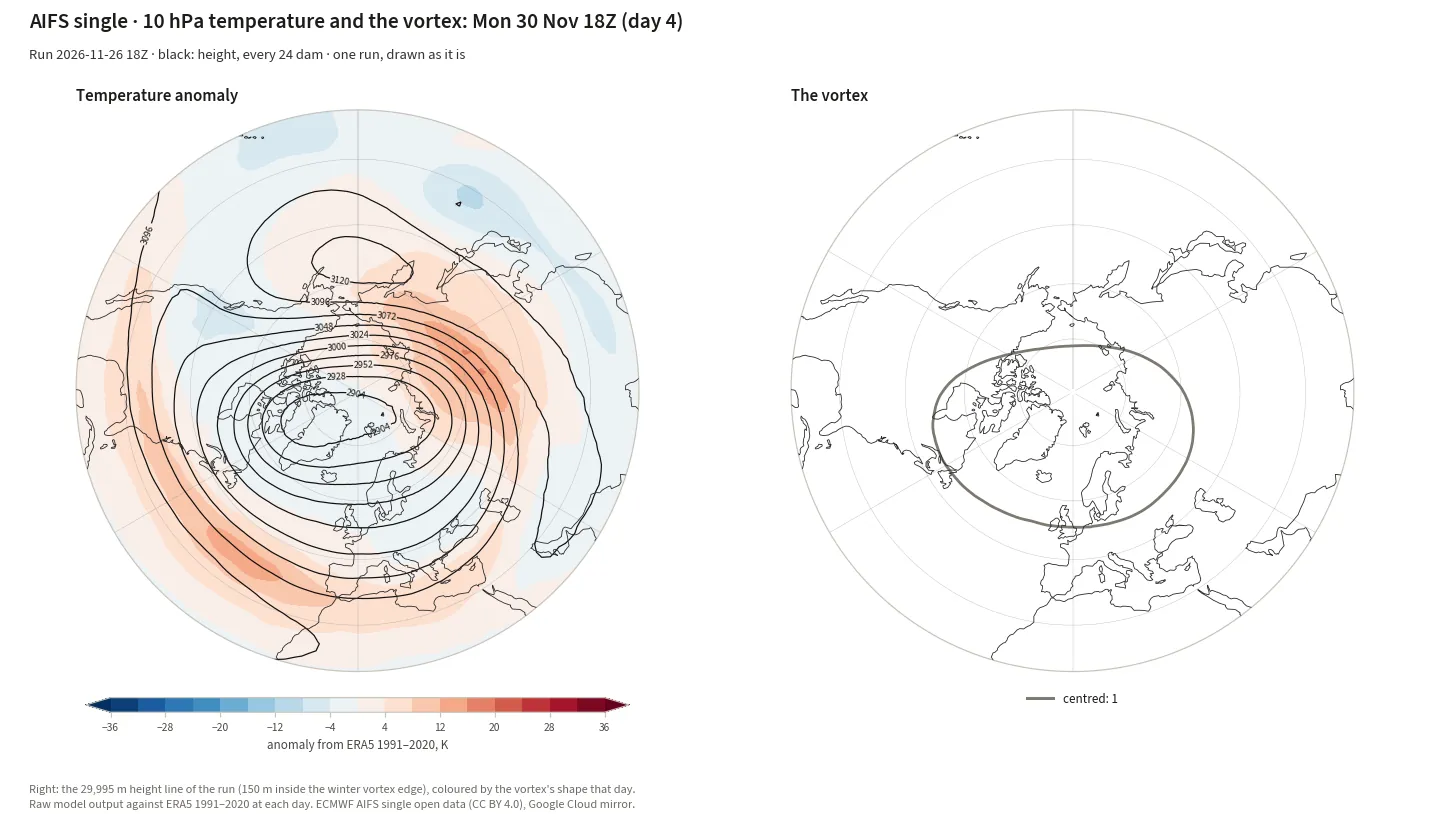 AIFS single · 10 hPa temperature and the vortex: Mon 30 Nov 18Z (day 4)
Run 2026-11-26 18Z · black: height, every 24 dam · one run, drawn as it is
Temperature anomaly
The vortex
3096
3120
3096
3072
3048
3024
3000
2976
2952
2928
2904
2904
centred: 1
−36
−28
−20
−12
−4
4
12
20
28
36
anomaly from ERA5 1991–2020, K
Right: the 29,995 m height line of the run (150 m inside the winter vortex edge), coloured by the vortex's shape that day.
Raw model output against ERA5 1991–2020 at each day. ECMWF AIFS single open data (CC BY 4.0), Google Cloud mirror.